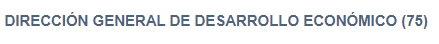 DIRECCIÓN GENERAL DE DESARROLLO ECONÓMICO (75)